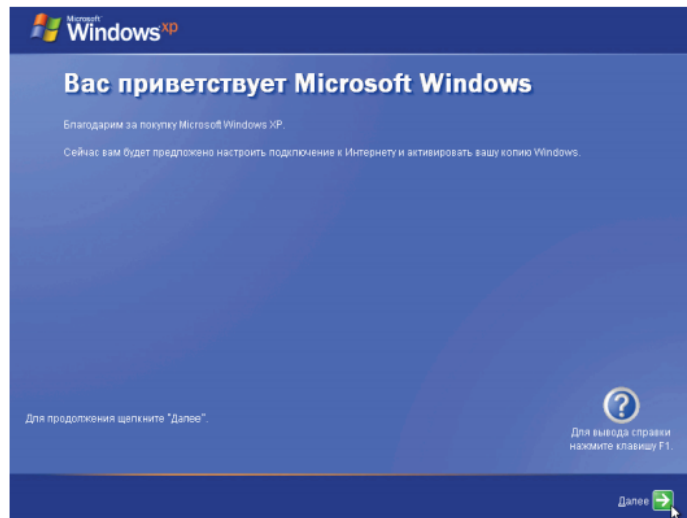 Microsoft
Windows xp
Вас приветствует Microsoft Windows
Благодарим за покупку Microsoft Windows XP.
Сейчас вам будет предложено настроить подключение к Интернету и активировать вашу копию Windows.
?
Для продолжения щелкните "Далее".
Для вывода справки
нажмите клавишу F1.
Далее